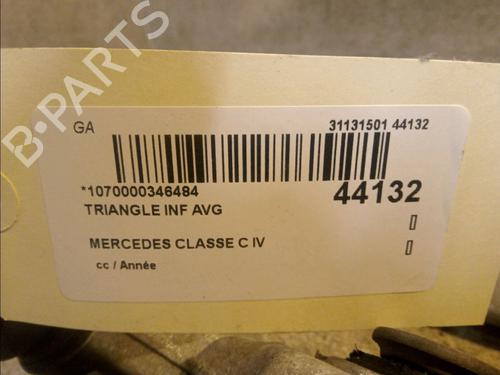 B-PARTS
GA
31131501 44132
*1070000346484
44132
TRIANGLE INF AVG
MERCEDES CLASSE C IV
cc / Année